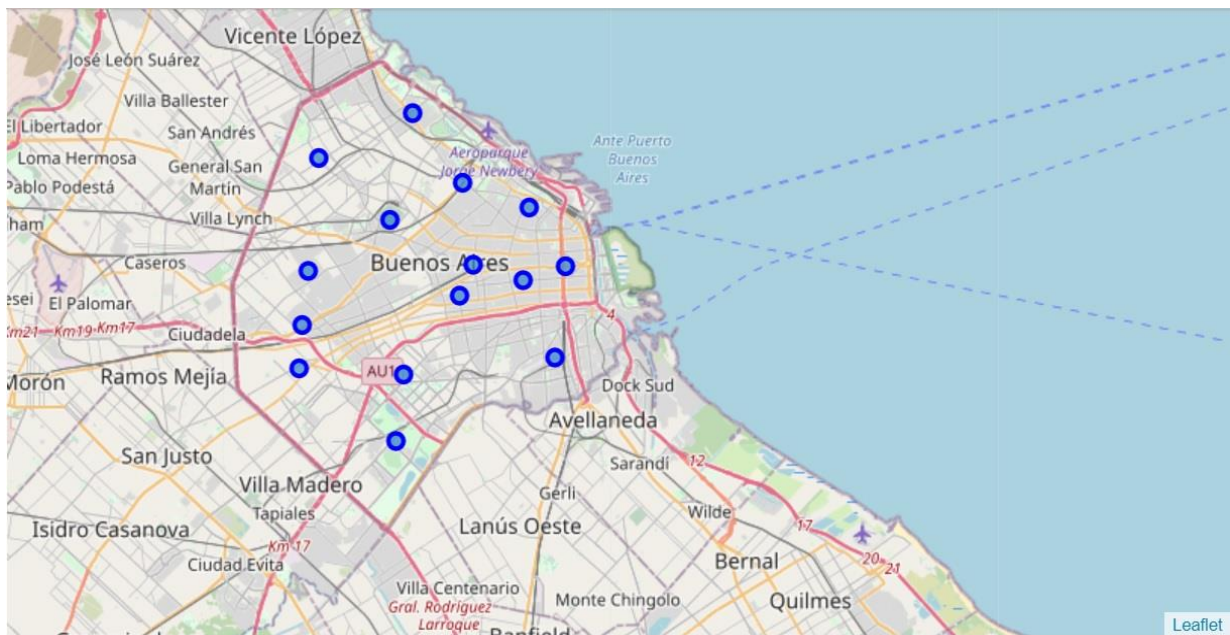 Vicente López
José León Suárez
Villa Ballester
El Libertador
San Andrés
Loma Hermosa
General San
Martín
Pablo Podestá
Villa Lynch
Aeroparque
Jorge Newbery
Ante Puerto
Buenos
Aires
Caseros
Buenos Aires
El Palomar
Km19
Km17
Ciudadela
4
AU1
Morón
Ramos Mejía
Dock Sud
Avellaneda
San Justo
Sarandí
12
Villa Madero
Gerli
Tapiales
Wilde
Isidro Casanova
Lanús Oeste
17
Km 17
20
21
Ciudad Evita
Bernal
Villa Centenario
Monte Chingolo
Quilmes
Gral. Rodríguez
Larroque
Leaflet